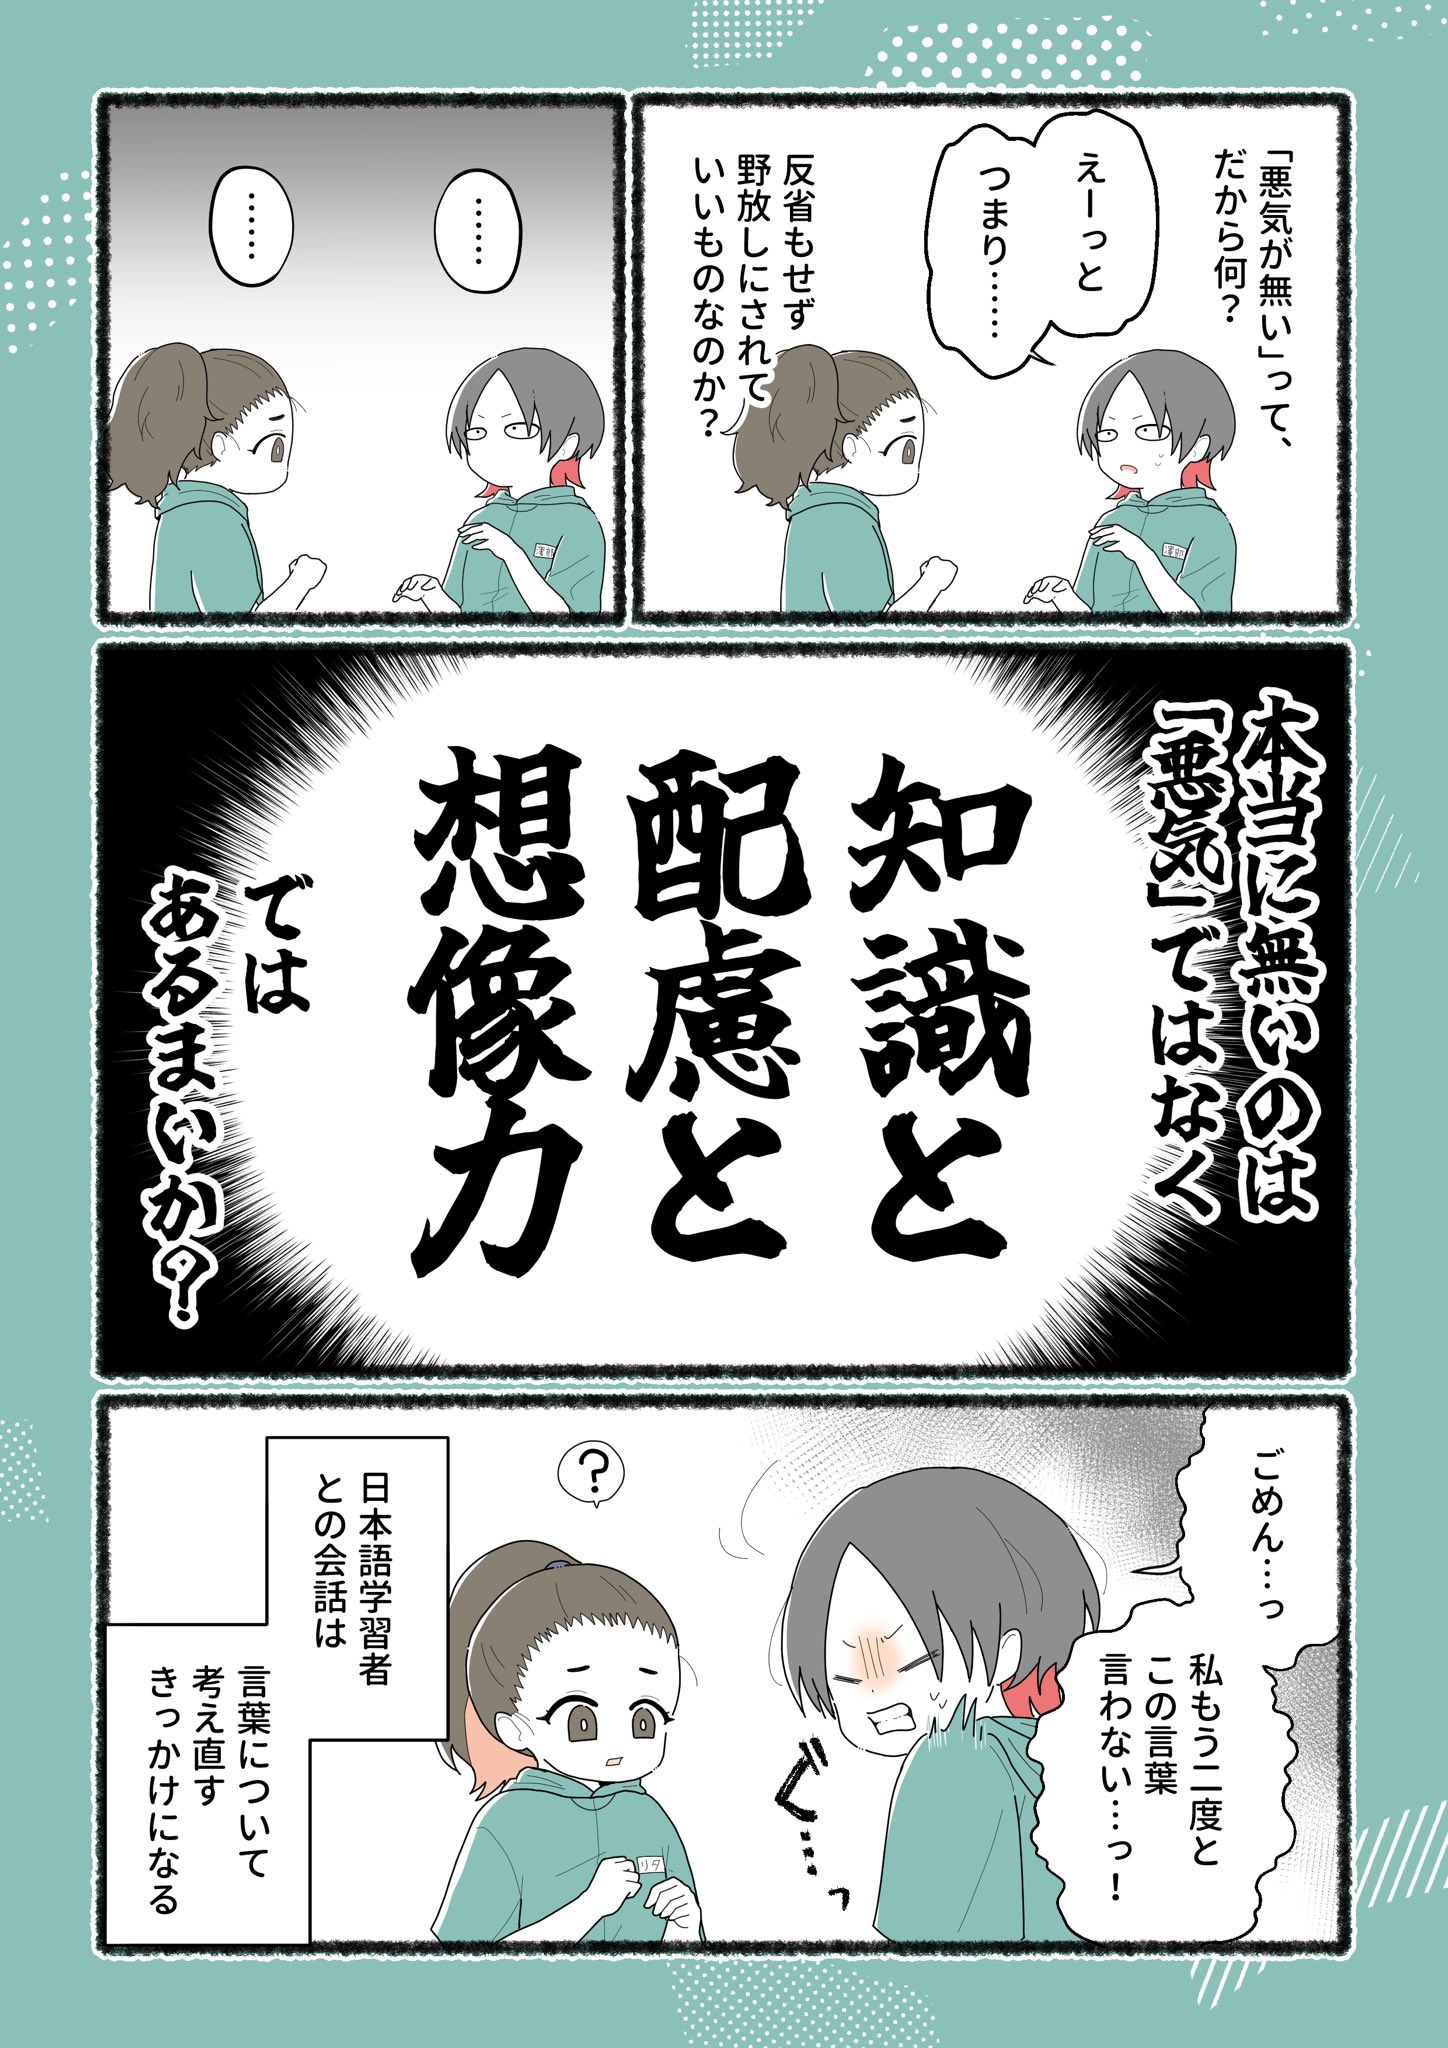 「悪気が無い」って、
だから何？
えーっと
つまり……
反省もせず
野放しにされて
いいものなのか？
澤部
……
……
澤部
本当に無いのは
「悪気」ではなく
知識と
配慮と
想像力
では
あるまいか？
ごめん…っ
私もう二度と
この言葉
言わない…っ！
ぐ…っ
？
リタ
日本語学習者
との会話は
言葉について
考え直す
きっかけになる